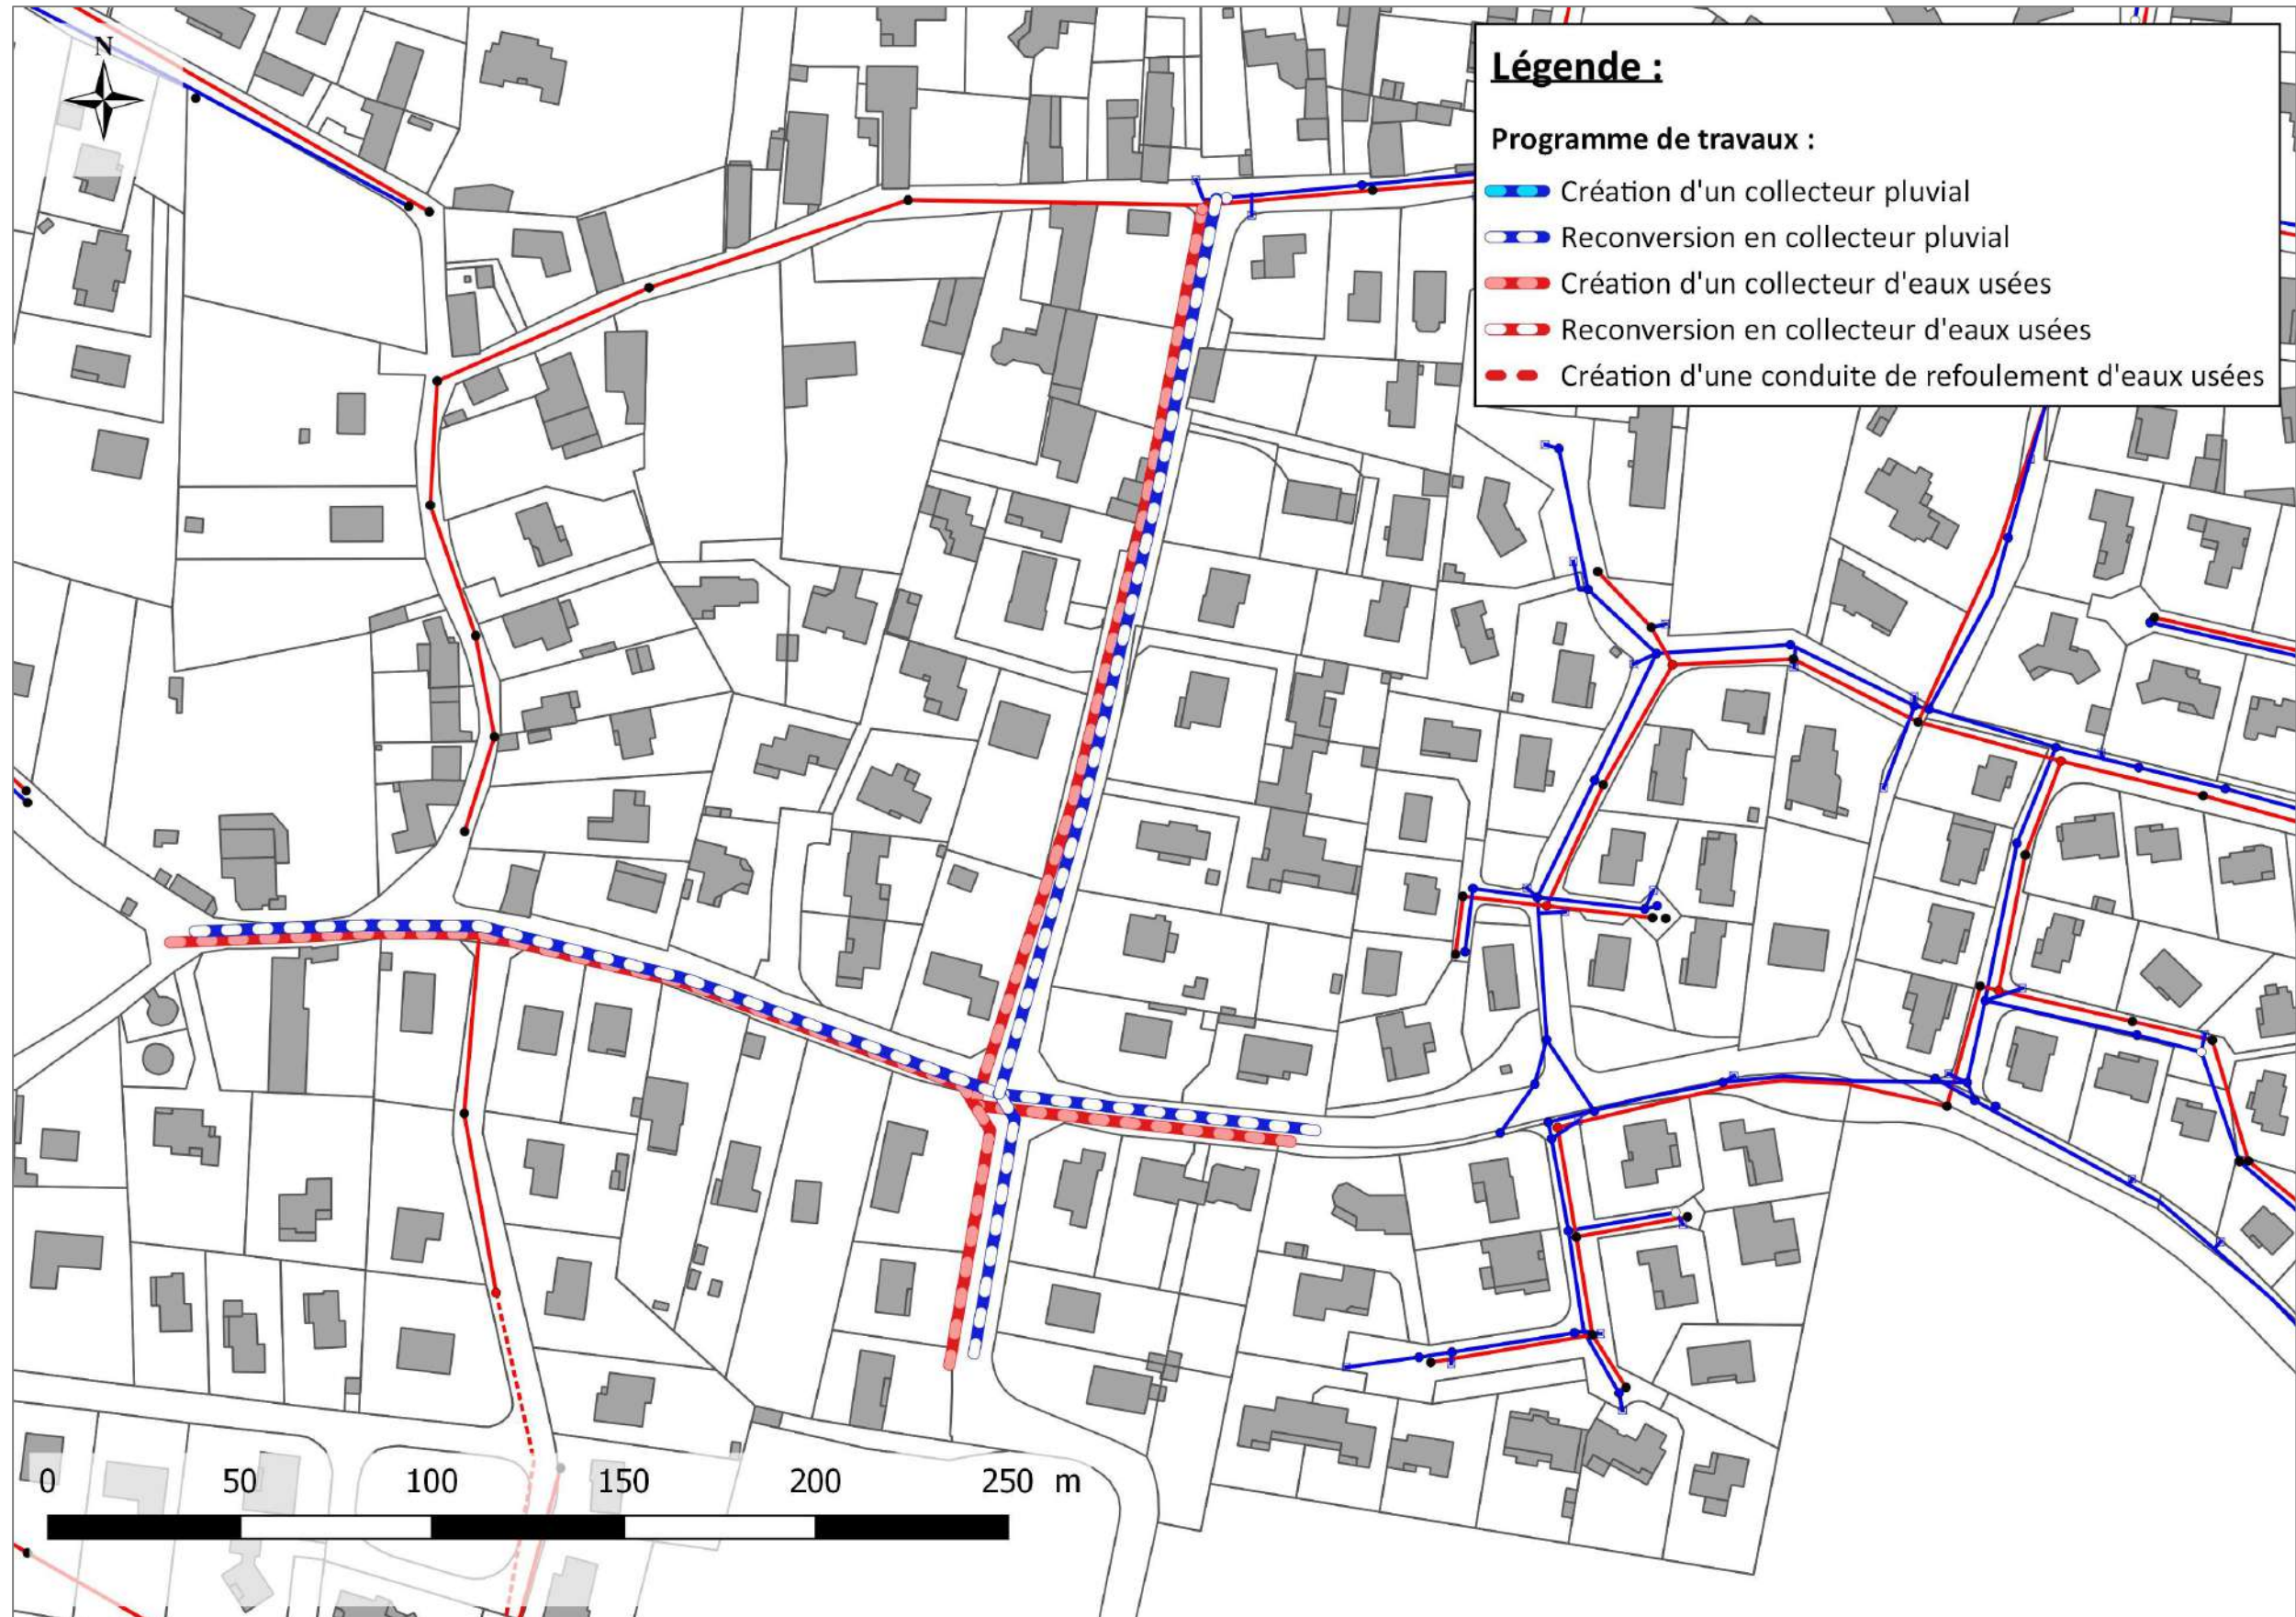 N
Légende :
Programme de travaux :
Création d'un collecteur pluvial
Reconversion en collecteur pluvial
Création d'un collecteur d'eaux usées
Reconversion en collecteur d'eaux usées
Création d'une conduite de refoulement d'eaux usées
0 50 100 150 200 250 m